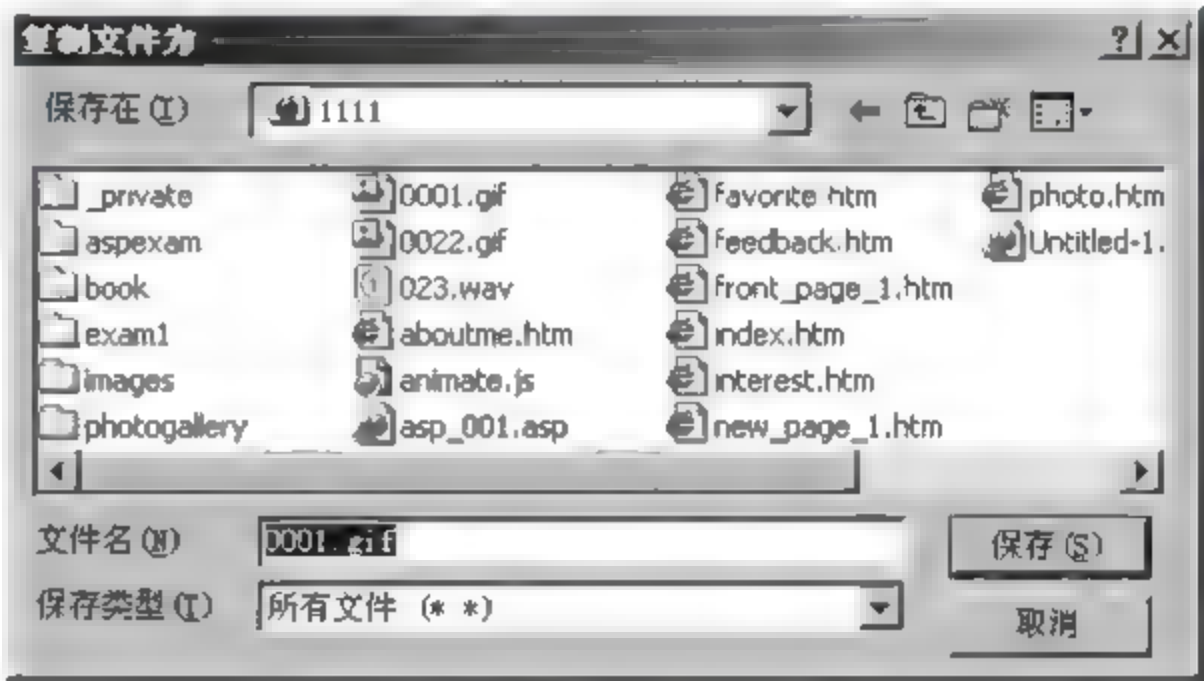 复制文件为
保存在(I) 1111
_private 0001.gif favorite.htm photo.htm
aspexam 0022.gif feedback.htm Untitled-1.
book 023.wav front_page_1.htm
exam1 aboutme.htm index.htm
images animate.js interest.htm
photogallery asp_001.asp new_page_1.htm
文件名(N) 0001.gif 保存(S)
保存类型(T) 所有文件 (* *)
取消